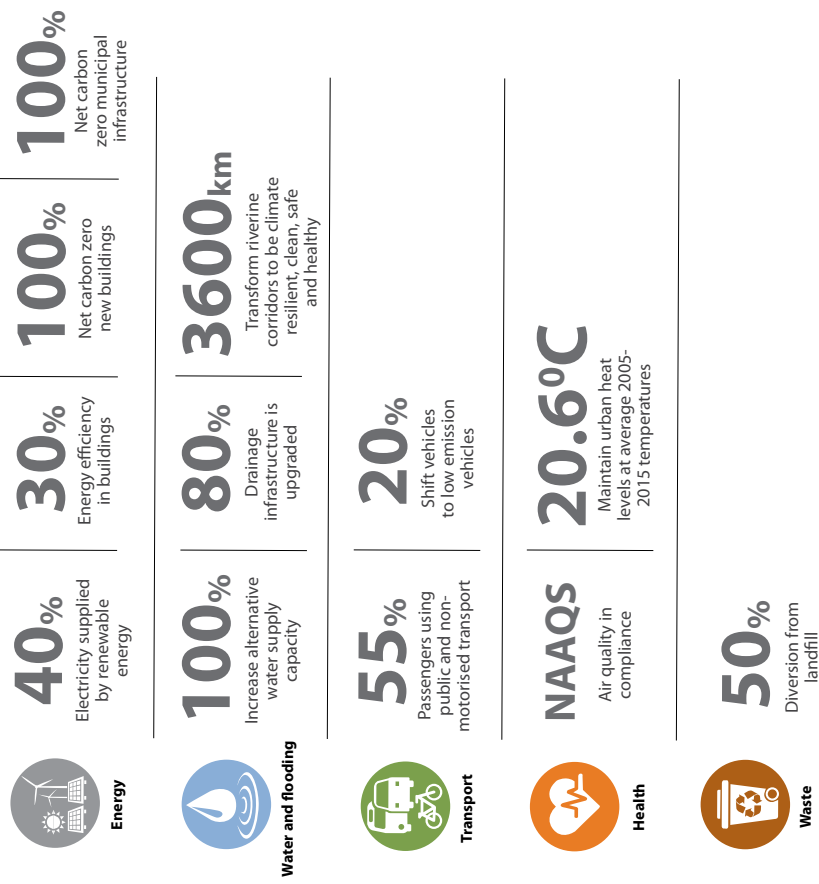 Energy
40%
Electricity supplied
by renewable
energy
30%
Energy efficiency
in buildings
100%
Net carbon zero
new buildings
100%
Net carbon
zero municipal
infrastructure
Water and flooding
100%
Increase alternative
water supply
capacity
80%
Drainage
infrastructure is
upgraded
3600km
Transform riverine
corridors to be climate
resilient, clean, safe
and healthy
Transport
55%
Passengers using
public and non-
motorised transport
20%
Shift vehicles
to low emission
vehicles
Health
NAAQS
Air quality in
compliance
20.6⁰C
Maintain urban heat
levels at average 2005-
2015 temperatures
Waste
50%
Diversion from
landfill